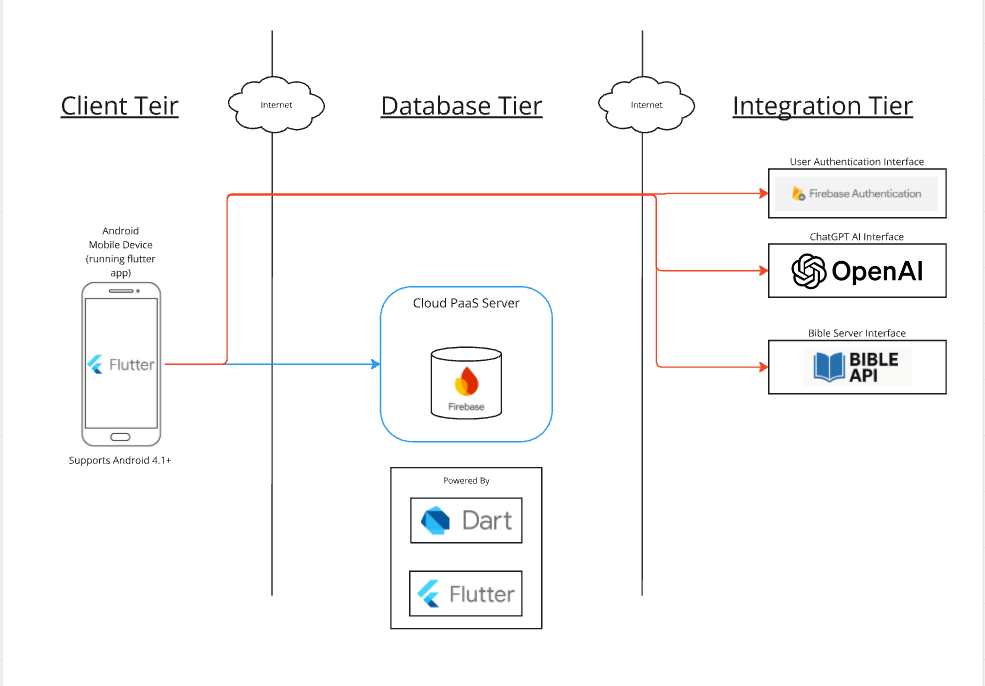 Client Teir
Internet
Database Tier
Internet
Integration Tier
User Authentication Interface
Firebase Authentication
ChatGPT AI Interface
OpenAI
Bible Server Interface
BIBLE
API
Android
Mobile Device
(running flutter
app)
Flutter
Supports Android 4.1+
Cloud PaaS Server
Firebase
Powered By
Dart
Flutter